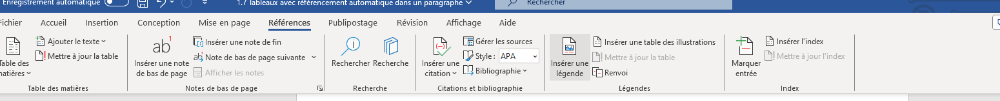 Enregistrement automatique
1.7 Tableaux avec référencement automatique dans un paragraphe
Rechercher
Fichier Accueil Insertion Conception Mise en page Références Publipostage Révision Affichage Aide
Table des matières
Ajouter le texte
Mettre à jour la table
Table des matières
ab1
Insérer une note de bas de page
Insérer une note de fin
Note de bas de page suivante
Afficher les notes
Notes de bas de page
Rechercher
Recherche
Recherche
Insérer une citation
Gérer les sources
Style : APA
Bibliographie
Citations et bibliographie
Insérer une légende
Insérer une table des illustrations
Mettre à jour la table
Renvoi
Légendes
Marquer entrée
Insérer l'index
Mettre à jour l'index
Index